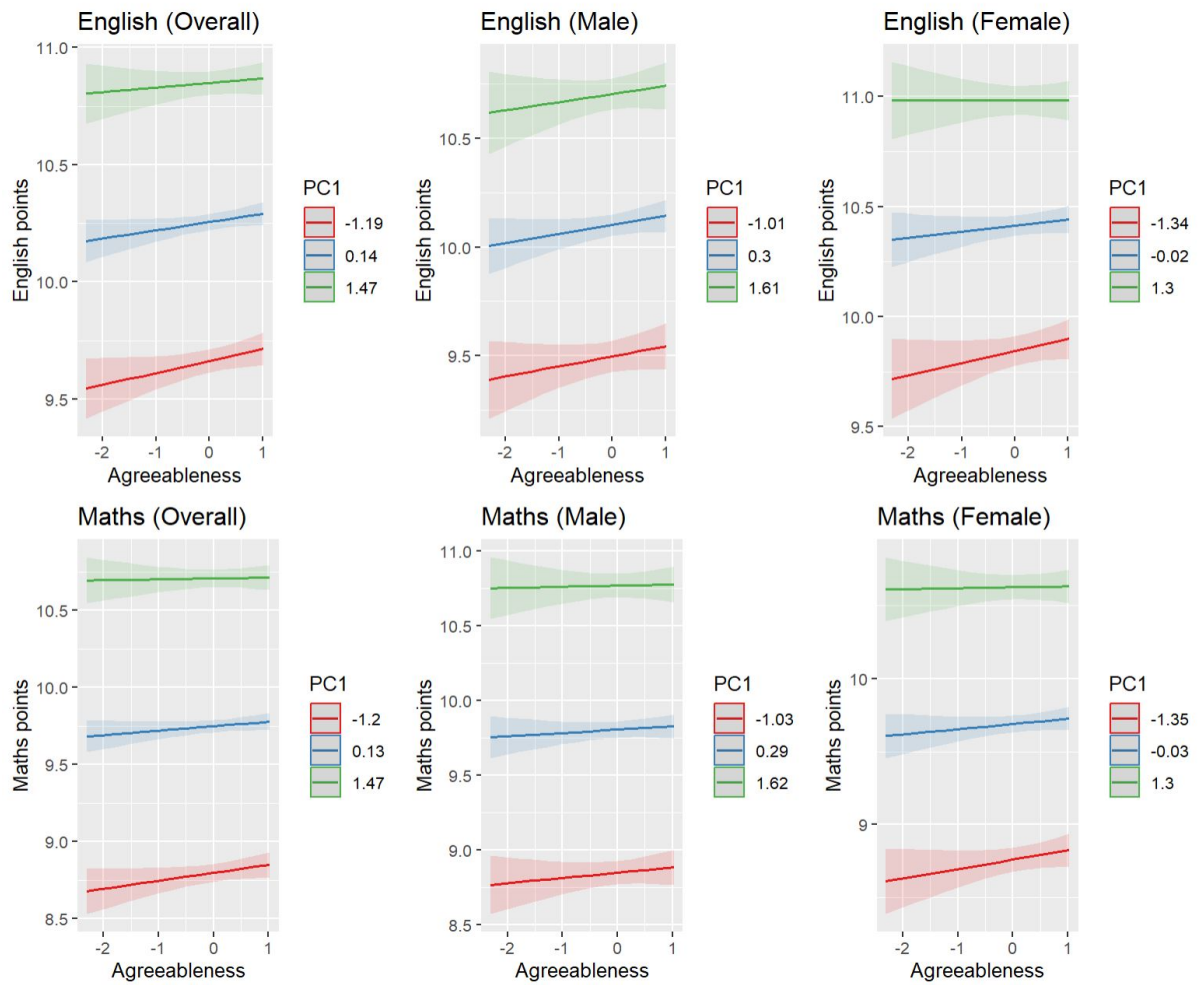 English (Overall)
11.0
10.5
10.0
9.5
English points
-2 -1 0 1
Agreeableness
PC1
-1.19
0.14
1.47
English (Male)
10.5
10.0
9.5
English points
-2 -1 0 1
Agreeableness
PC1
-1.01
0.3
1.61
English (Female)
11.0
10.5
10.0
9.5
English points
-2 -1 0 1
Agreeableness
PC1
-1.34
-0.02
1.3
Maths (Overall)
10.5
10.0
9.5
9.0
8.5
Maths points
-2 -1 0 1
Agreeableness
PC1
-1.2
0.13
1.47
Maths (Male)
11.0
10.5
10.0
9.5
9.0
8.5
Maths points
-2 -1 0 1
Agreeableness
PC1
-1.03
0.29
1.62
Maths (Female)
10
9
Maths points
-2 -1 0 1
Agreeableness
PC1
-1.35
-0.03
1.3